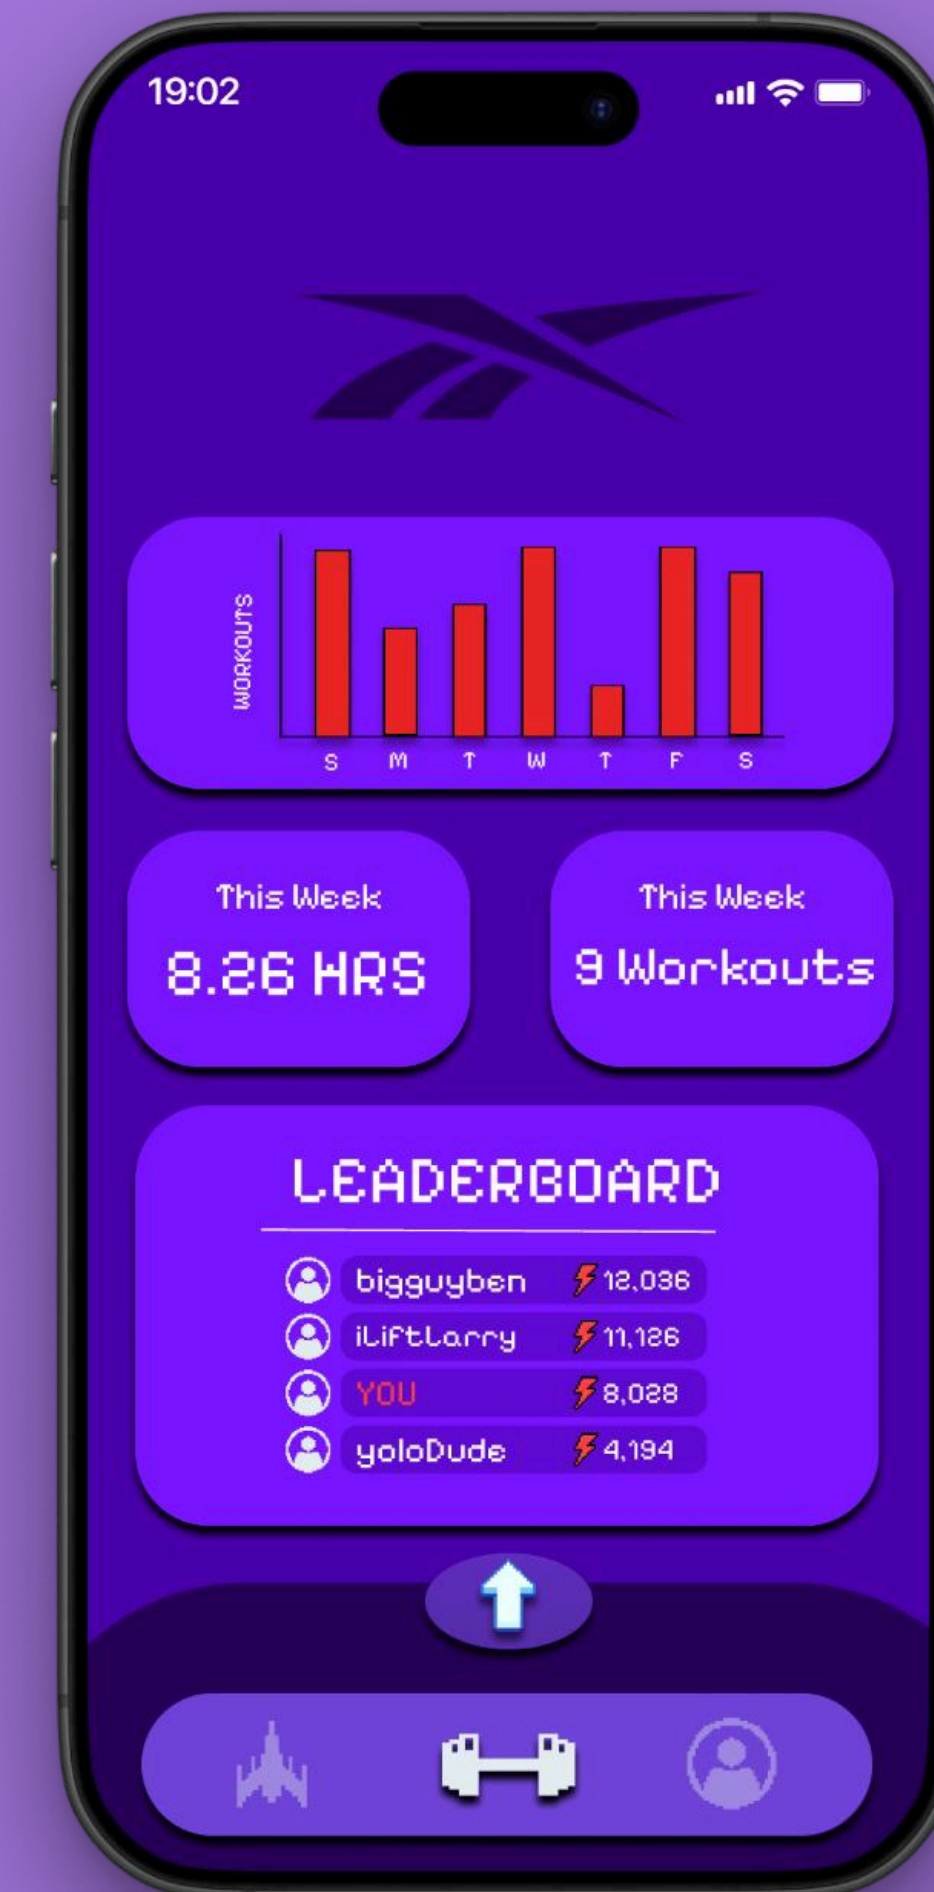 19:02
WORKOUTS
S M T W T F S
This Week
8.26 HRS
This Week
9 Workouts
LEADERBOARD
bigguyben 12,036
iLiftLarry 11,126
YOU 8,028
yoloDude 4,194